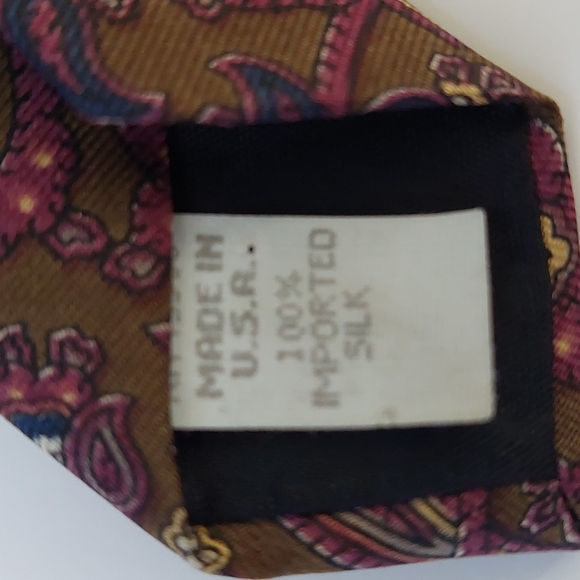 MADE IN
U.S.A.
100%
IMPORTED
SILK